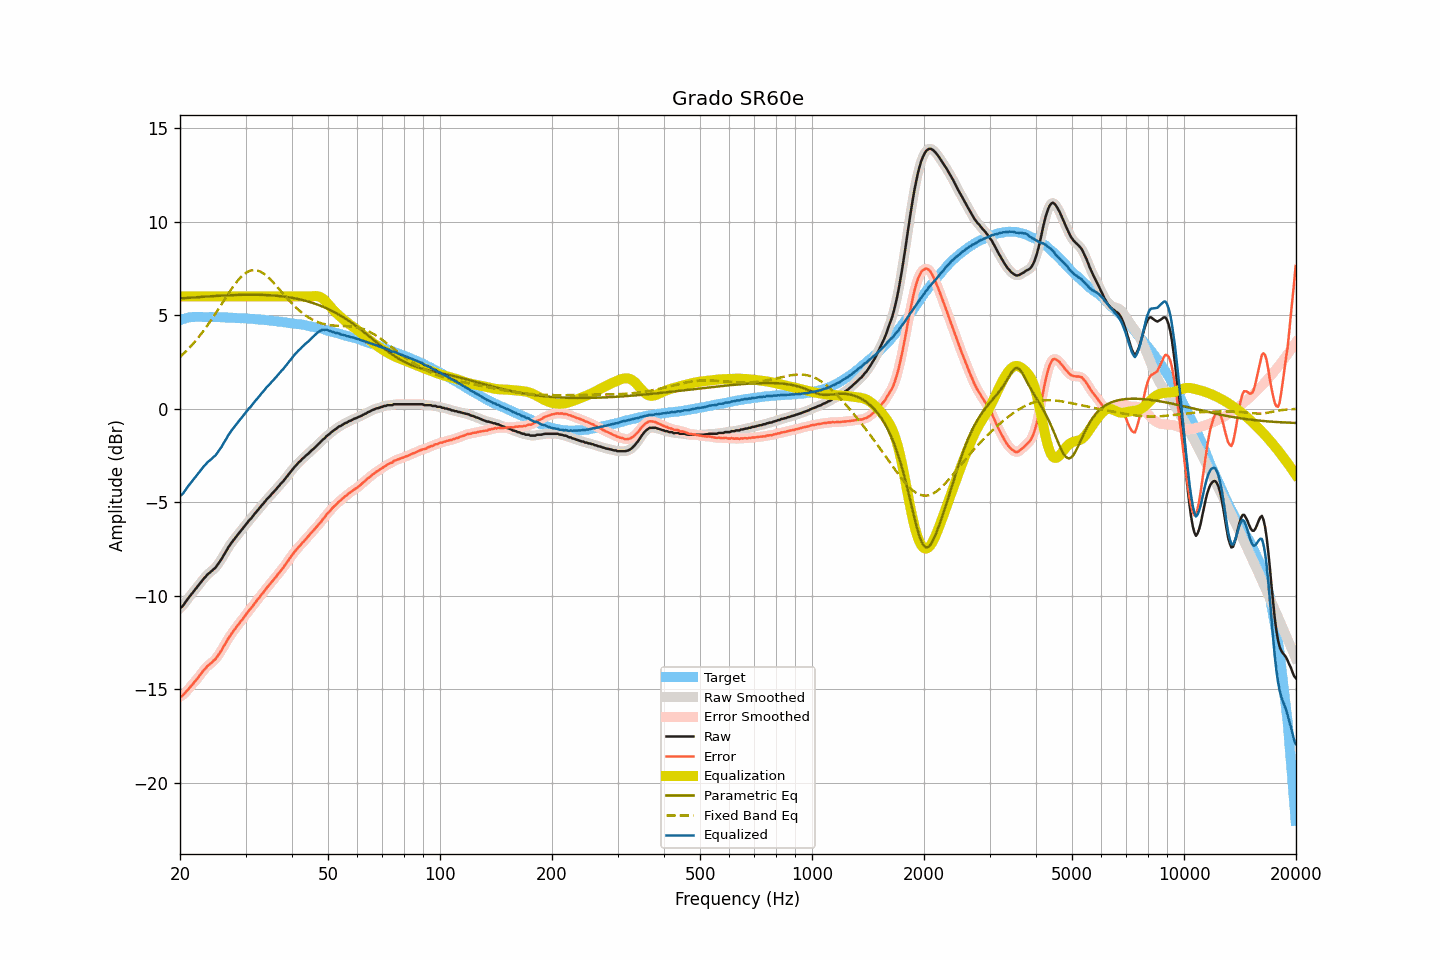 Grado SR60e
15
10
5
0
−5
−10
−15
−20
Amplitude (dBr)
Target
Raw Smoothed
Error Smoothed
Raw
Error
Equalization
Parametric Eq
Fixed Band Eq
Equalized
20 50 100 200 500 1000 2000 5000 10000 20000
Frequency (Hz)